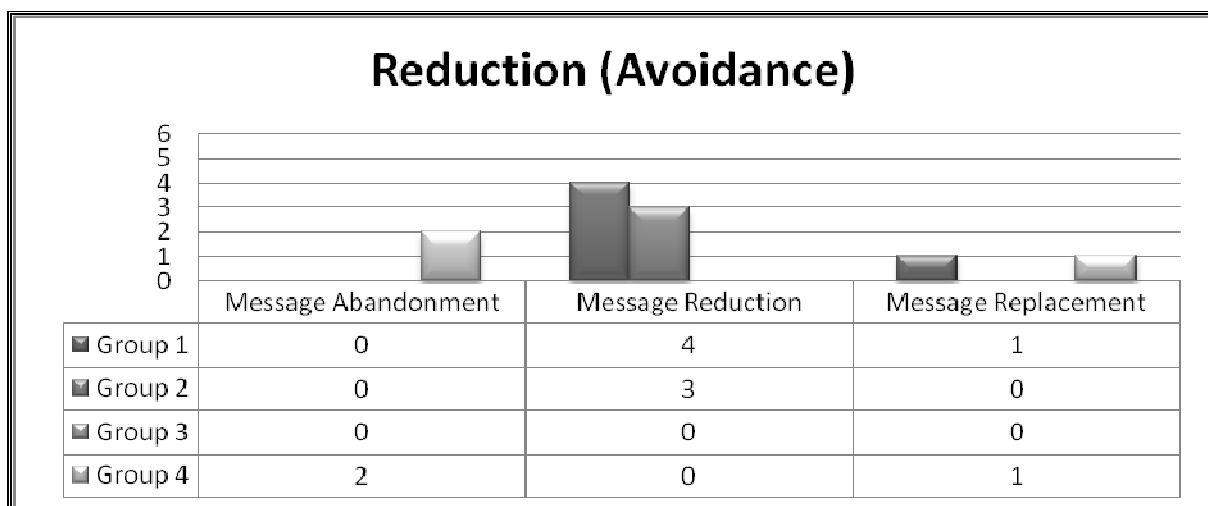 Reduction (Avoidance)
6
5
4
3
2
1
0
Message Abandonment Message Reduction Message Replacement
Group 1 0 4 1
Group 2 0 3 0
Group 3 0 0 0
Group 4 2 0 1